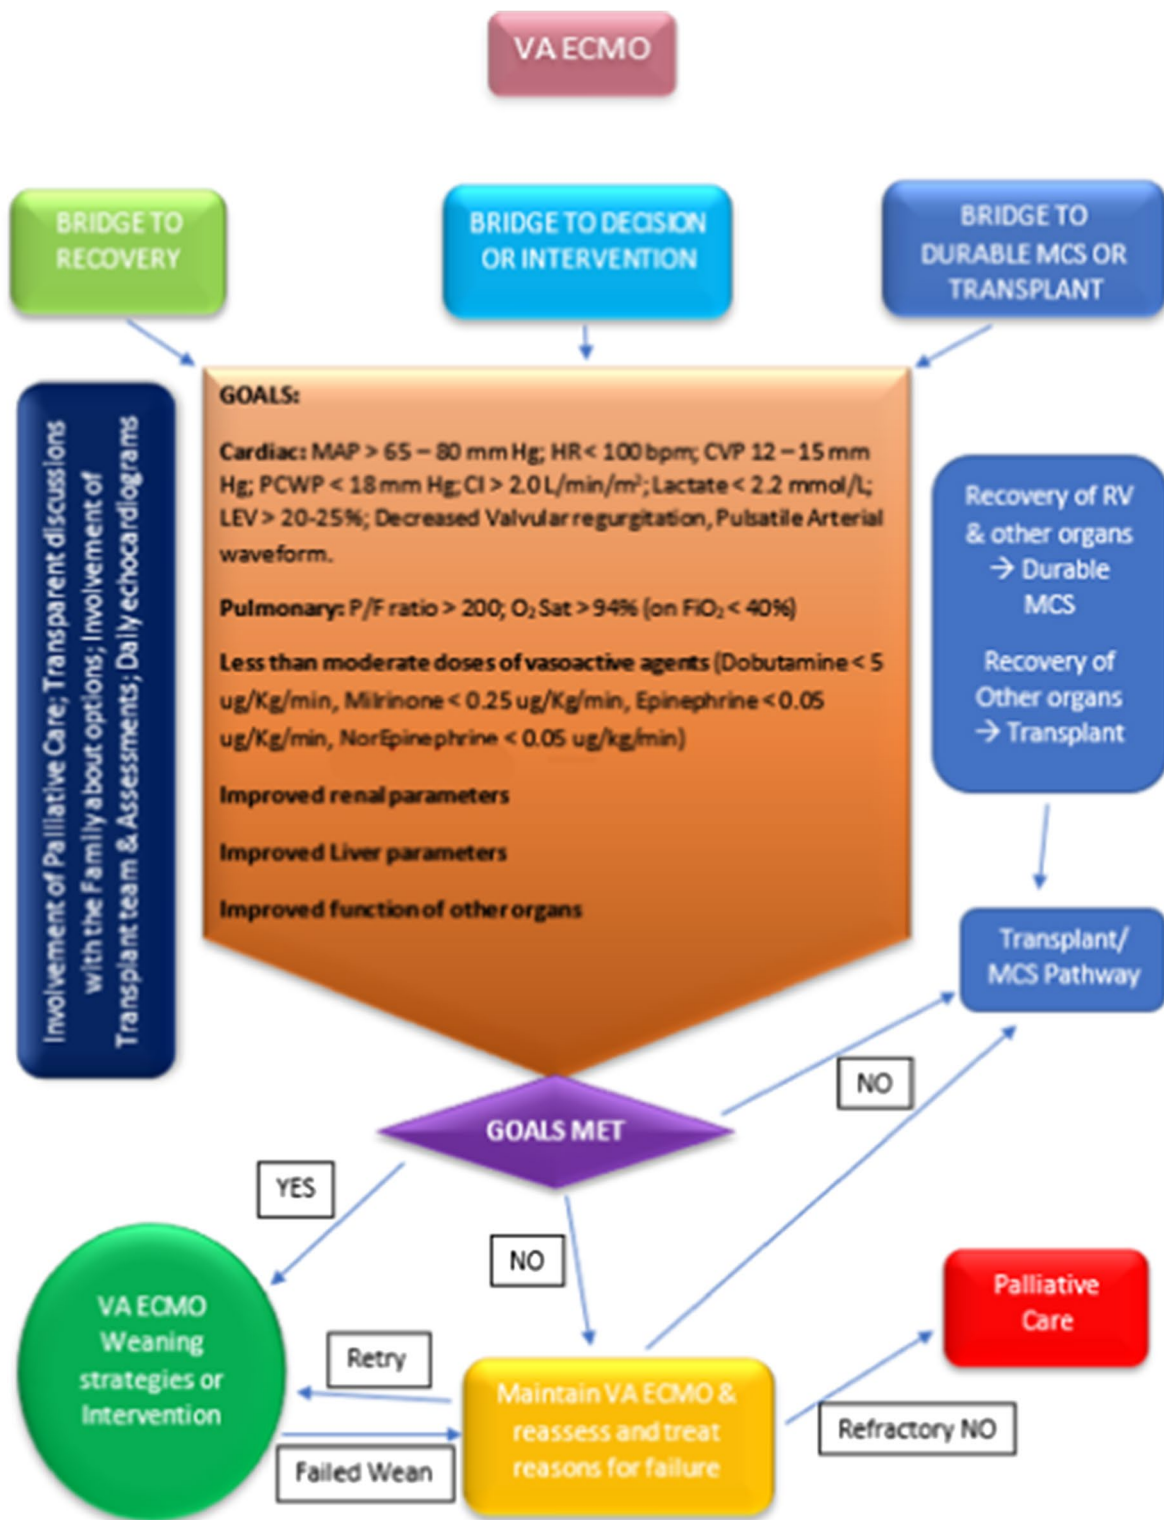 VA ECMO
BRIDGE TO
RECOVERY
BRIDGE TO DECISION
OR INTERVENTION
BRIDGE TO
DURABLE MCS OR
TRANSPLANT
Involvement of Palliative Care; Transparent discussions
with the Family about options; Involvement of
Transplant team & Assessments; Daily echocardiograms
GOALS:
Cardiac: MAP > 65 – 80 mm Hg; HR < 100 bpm; CVP 12 – 15 mm
Hg; PCWP < 18 mm Hg; CI > 2.0 L/min/m²; Lactate < 2.2 mmol/L;
LEV > 20-25%; Decreased Valvular regurgitation, Pulsatile Arterial
waveform.
Pulmonary: P/F ratio > 200; O₂ Sat > 94% (on FiO₂ < 40%)
Less than moderate doses of vasoactive agents (Dobutamine < 5
ug/Kg/min, Milrinone < 0.25 ug/Kg/min, Epinephrine < 0.05
ug/Kg/min, NorEpinephrine < 0.05 ug/kg/min)
Improved renal parameters
Improved Liver parameters
Improved function of other organs
Recovery of RV
& other organs
→ Durable
MCS
Recovery of
Other organs
→ Transplant
Transplant/
MCS Pathway
NO
GOALS MET
YES
NO
VA ECMO
Weaning
strategies or
Intervention
Retry
Failed Wean
Maintain VA ECMO &
reassess and treat
reasons for failure
Palliative
Care
Refractory NO